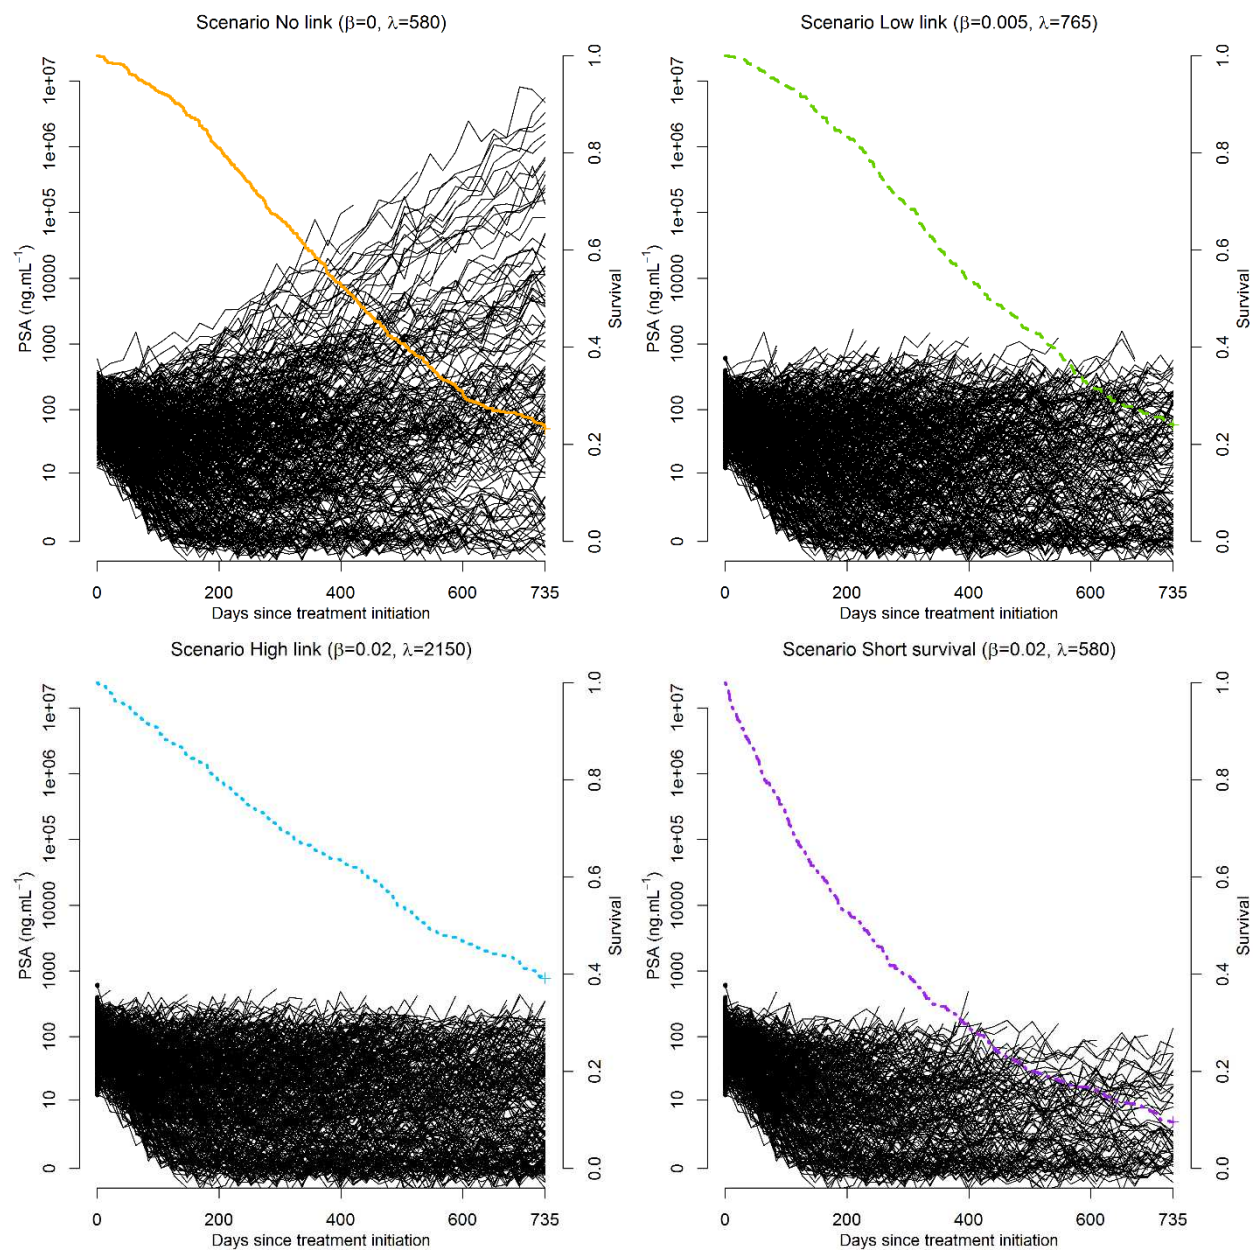 Scenario No link (β=0, λ=580)
PSA (ng.mL⁻¹)
0 10 100 1000 10000 1e+05 1e+06 1e+07
Survival
0.0 0.2 0.4 0.6 0.8 1.0
0 200 400 600 735
Days since treatment initiation
Scenario Low link (β=0.005, λ=765)
PSA (ng.mL⁻¹)
0 10 100 1000 10000 1e+05 1e+06 1e+07
Survival
0.0 0.2 0.4 0.6 0.8 1.0
0 200 400 600 735
Days since treatment initiation
Scenario High link (β=0.02, λ=2150)
PSA (ng.mL⁻¹)
0 10 100 1000 10000 1e+05 1e+06 1e+07
Survival
0.0 0.2 0.4 0.6 0.8 1.0
0 200 400 600 735
Days since treatment initiation
Scenario Short survival (β=0.02, λ=580)
PSA (ng.mL⁻¹)
0 10 100 1000 10000 1e+05 1e+06 1e+07
Survival
0.0 0.2 0.4 0.6 0.8 1.0
0 200 400 600 735
Days since treatment initiation